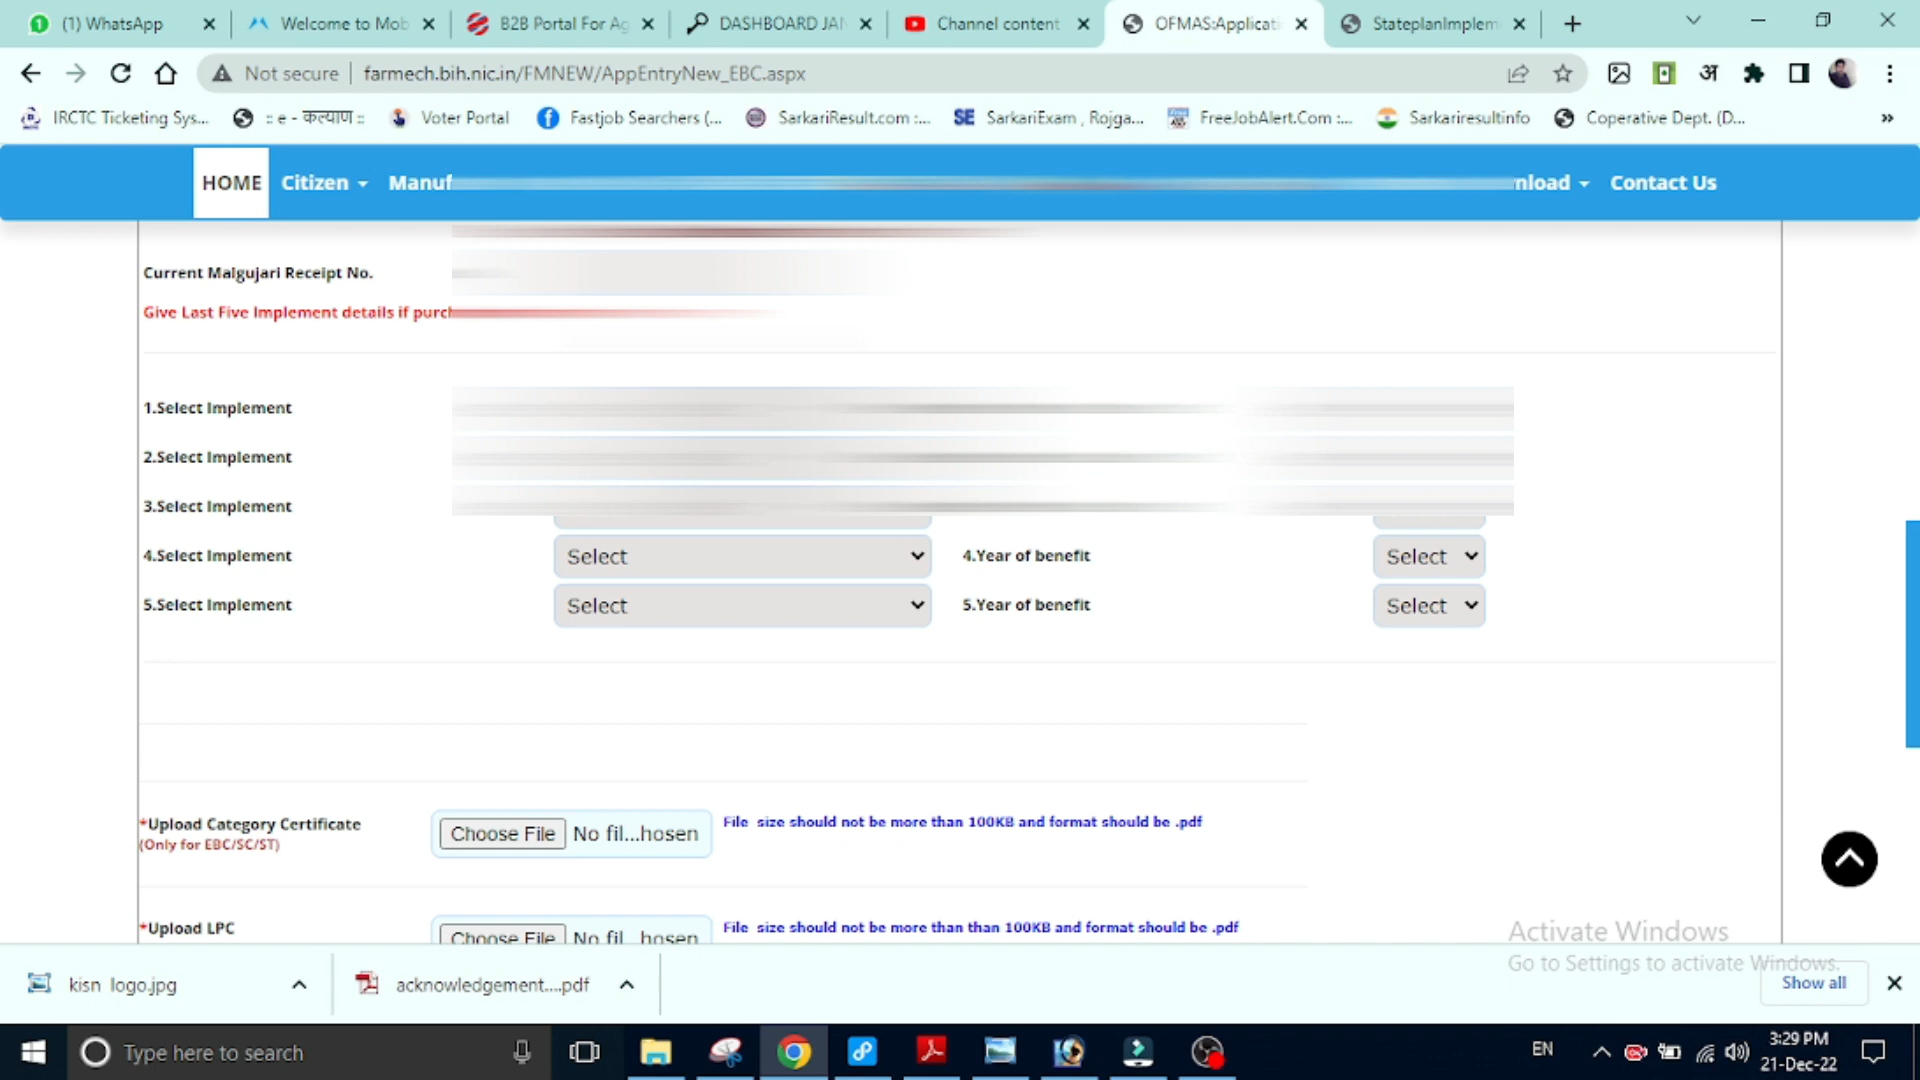 (1) WhatsApp
Welcome to Mob
B2B Portal For Ag
DASHBOARD JAN
Channel content
OFMAS:Applicati
StateplanImplem
Not secure | farmech.bih.nic.in/FMNEW/AppEntryNew_EBC.aspx
अ
IRCTC Ticketing Sys...
:: e - कल्याण ::
Voter Portal
Fastjob Searchers (...
SarkariResult.com :...
SE SarkariExam , Rojga...
FreeJobAlert.Com :...
Sarkariresultinfo
Coperative Dept. (D...
»
HOME Citizen Manuf nload Contact Us
Current Malgujari Receipt No.
Give Last Five Implement details if purch
1.Select Implement
2.Select Implement
3.Select Implement
4.Select Implement Select 4.Year of benefit Select
5.Select Implement Select 5.Year of benefit Select
*Upload Category Certificate
(Only for EBC/SC/ST)
Choose File No fil...hosen
File size should not be more than 100KB and format should be .pdf
*Upload LPC
Choose File No fil...hosen
File size should not be more than than 100KB and format should be .pdf
Activate Windows
Go to Settings to activate Windows.
kisn logo.jpg
acknowledgement....pdf
Show all
Type here to search
EN
3:29 PM
21-Dec-22